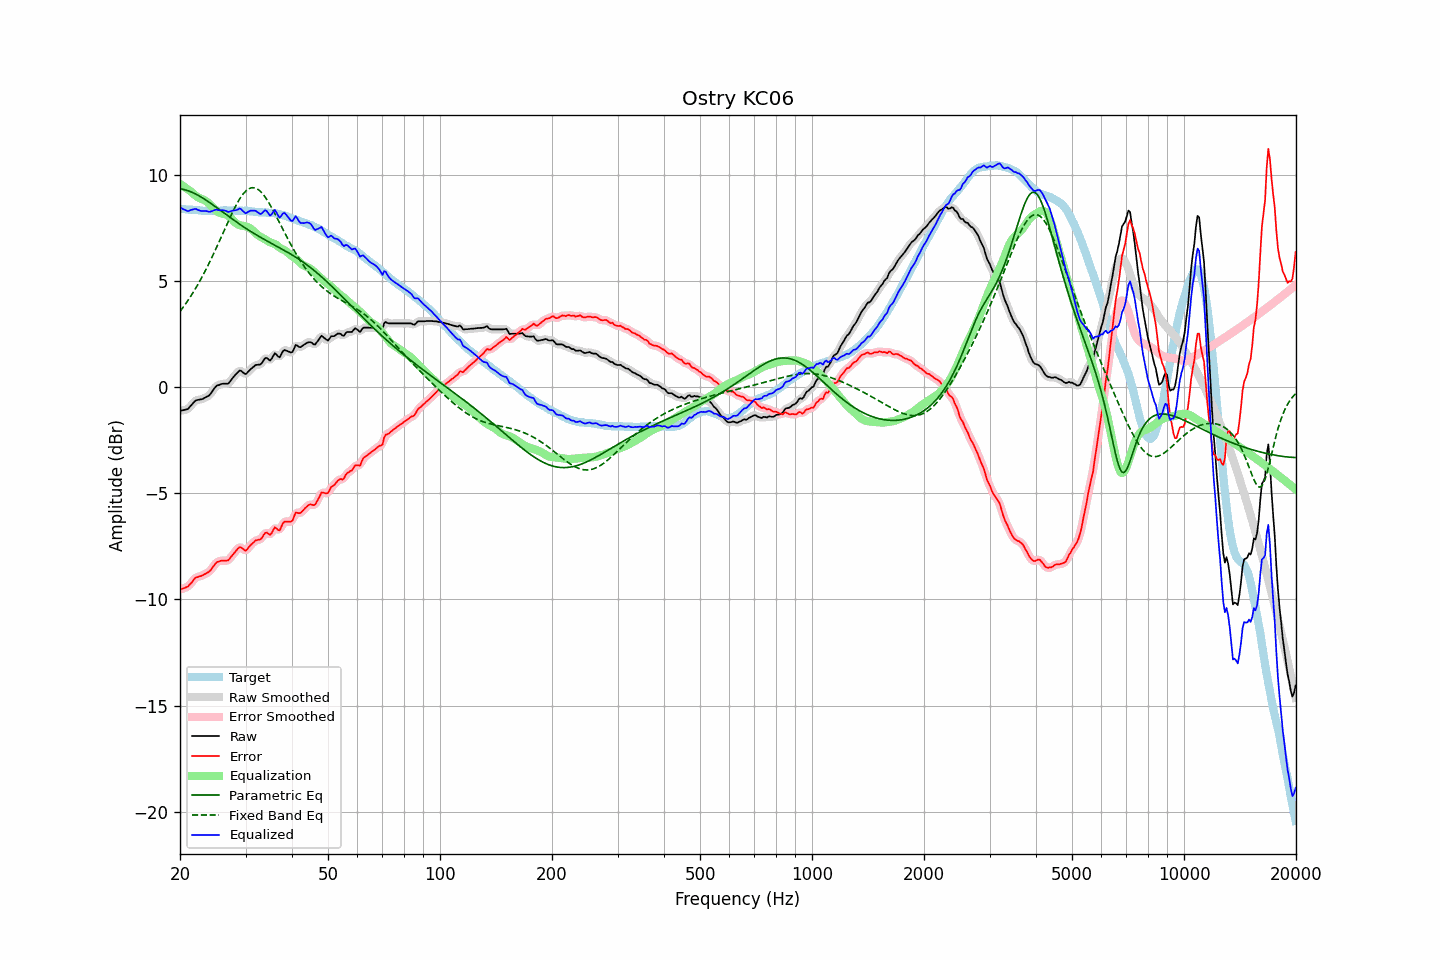 Ostry KC06
Amplitude (dBr)
10
5
0
−5
−10
−15
−20
Target
Raw Smoothed
Error Smoothed
Raw
Error
Equalization
Parametric Eq
Fixed Band Eq
Equalized
20 50 100 200 500 1000 2000 5000 10000 20000
Frequency (Hz)